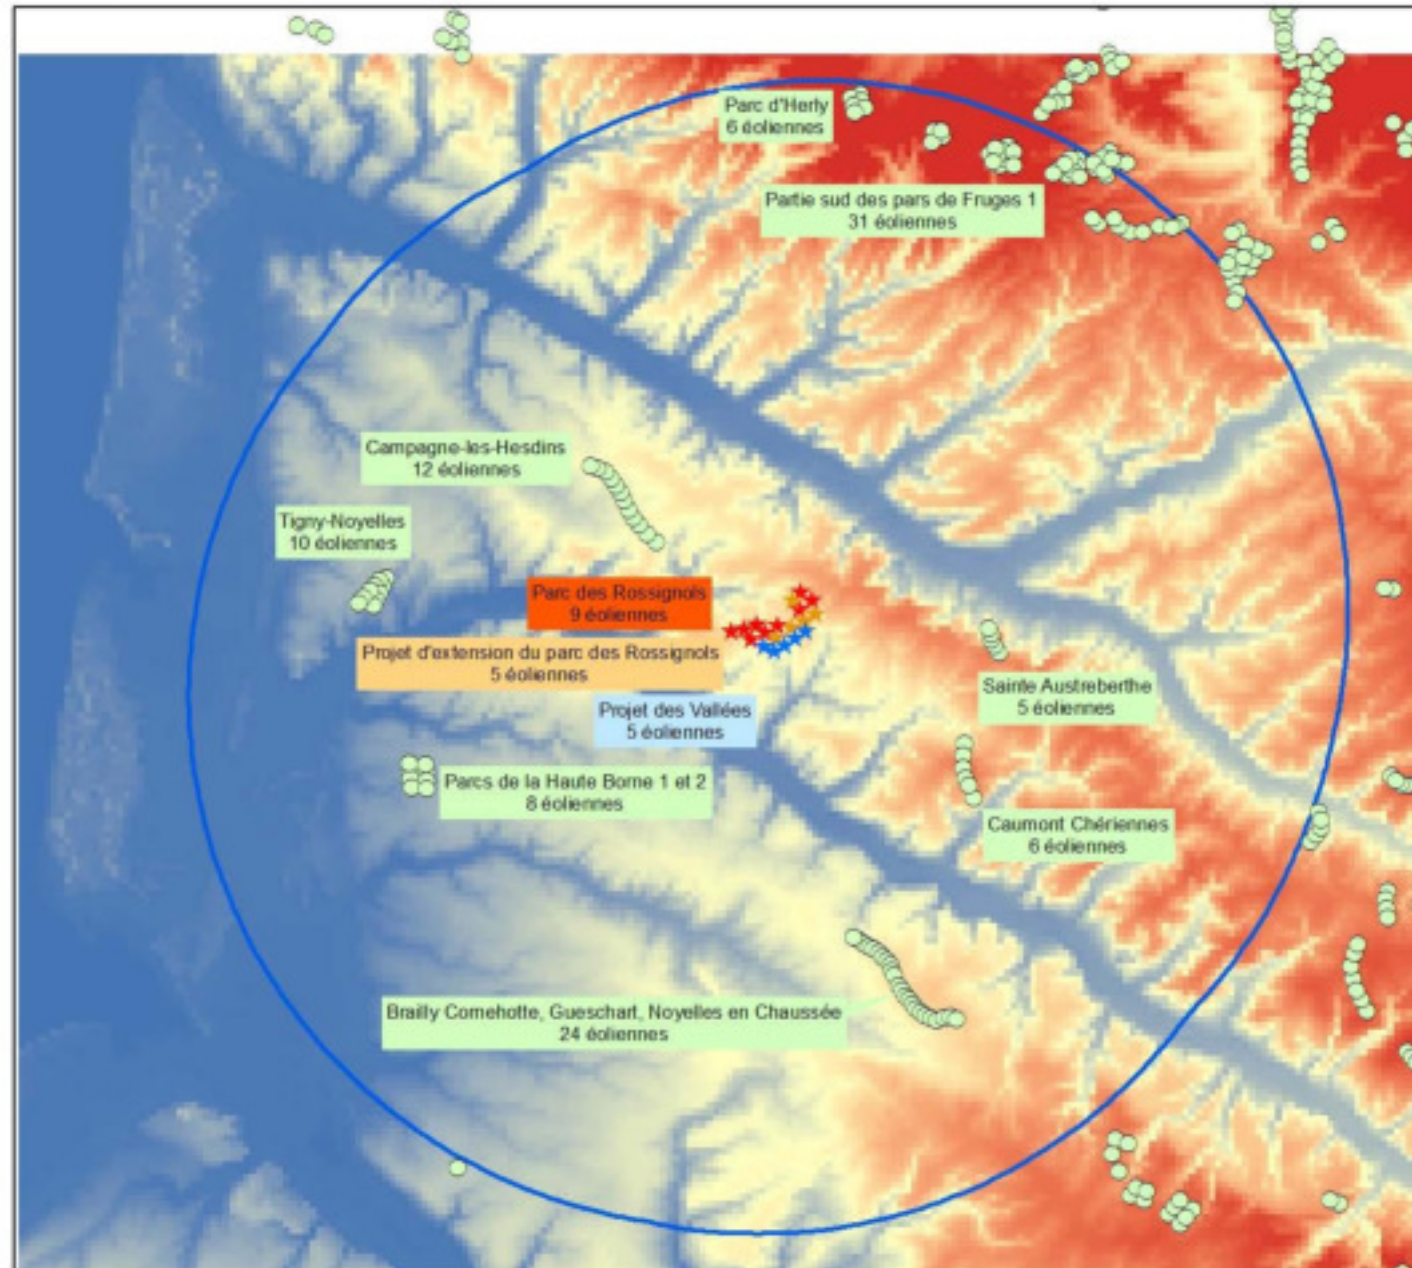 Parc d'Herly
6 éoliennes
Partie sud des pars de Fruges 1
31 éoliennes
Campagne-les-Hesdins
12 éoliennes
Tigny-Noyelles
10 éoliennes
Parc des Rossignols
9 éoliennes
Projet d'extension du parc des Rossignols
5 éoliennes
Sainte Austreberthe
5 éoliennes
Projet des Vallées
5 éoliennes
Parcs de la Haute Borne 1 et 2
8 éoliennes
Caumont Chériennes
6 éoliennes
Brailly Cornehotte, Gueschart, Noyelles en Chaussée
24 éoliennes